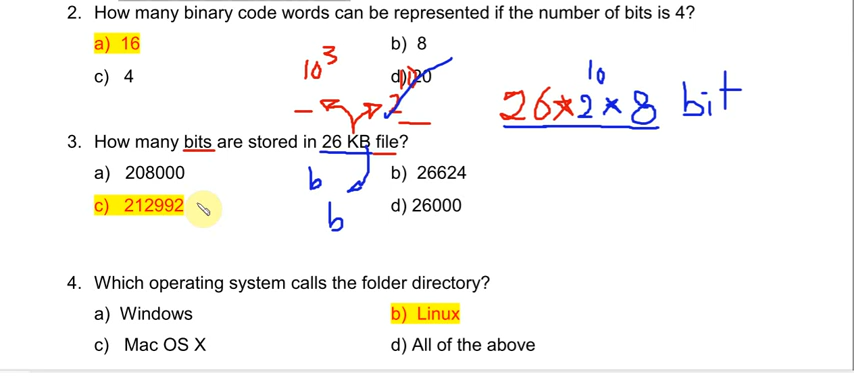 2. How many binary code words can be represented if the number of bits is 4?
a) 16
b) 8
c) 4
10³
26*2¹⁰*8 bit
3. How many bits are stored in 26 KB file?
a) 208000
b) 26624
b
c) 212992
d) 26000
b
4. Which operating system calls the folder directory?
a) Windows
b) Linux
c) Mac OS X
d) All of the above